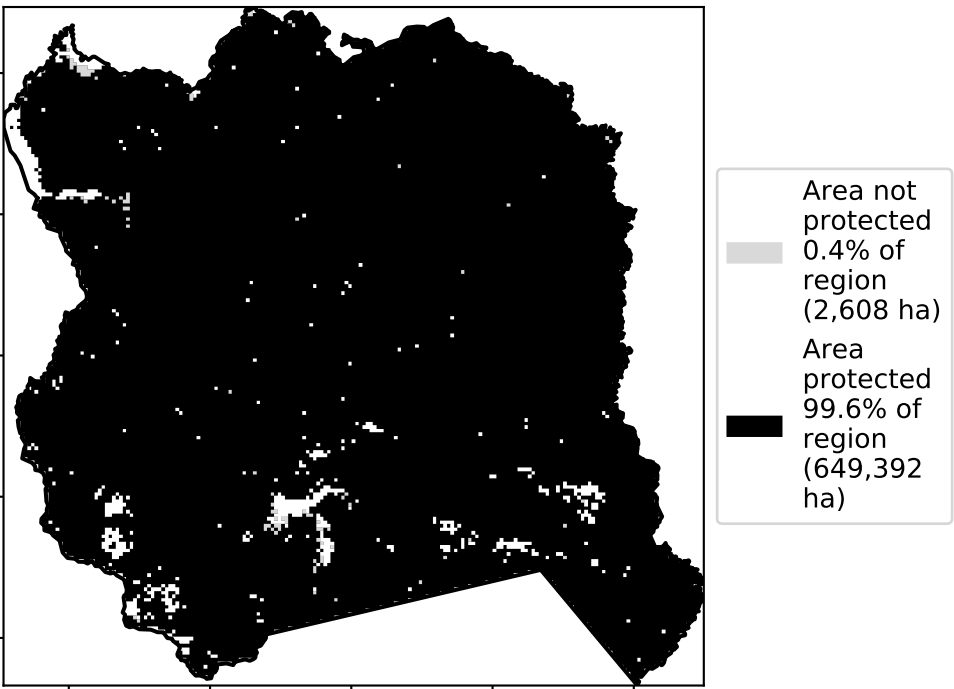 Area not
protected
0.4% of
region
(2,608 ha)
Area
protected
99.6% of
region
(649,392
ha)